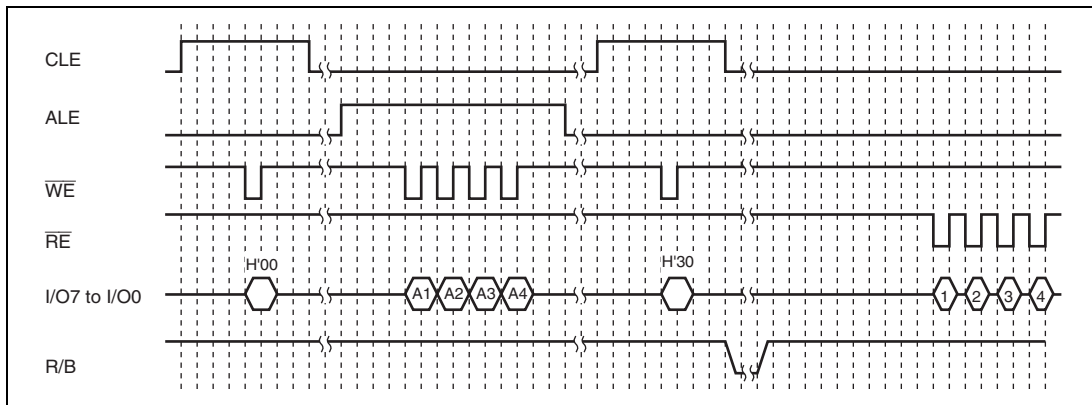 CLE
ALE
WE
RE
H'00
H'30
I/O7 to I/O0
A1 A2 A3 A4
1 2 3 4
R/B